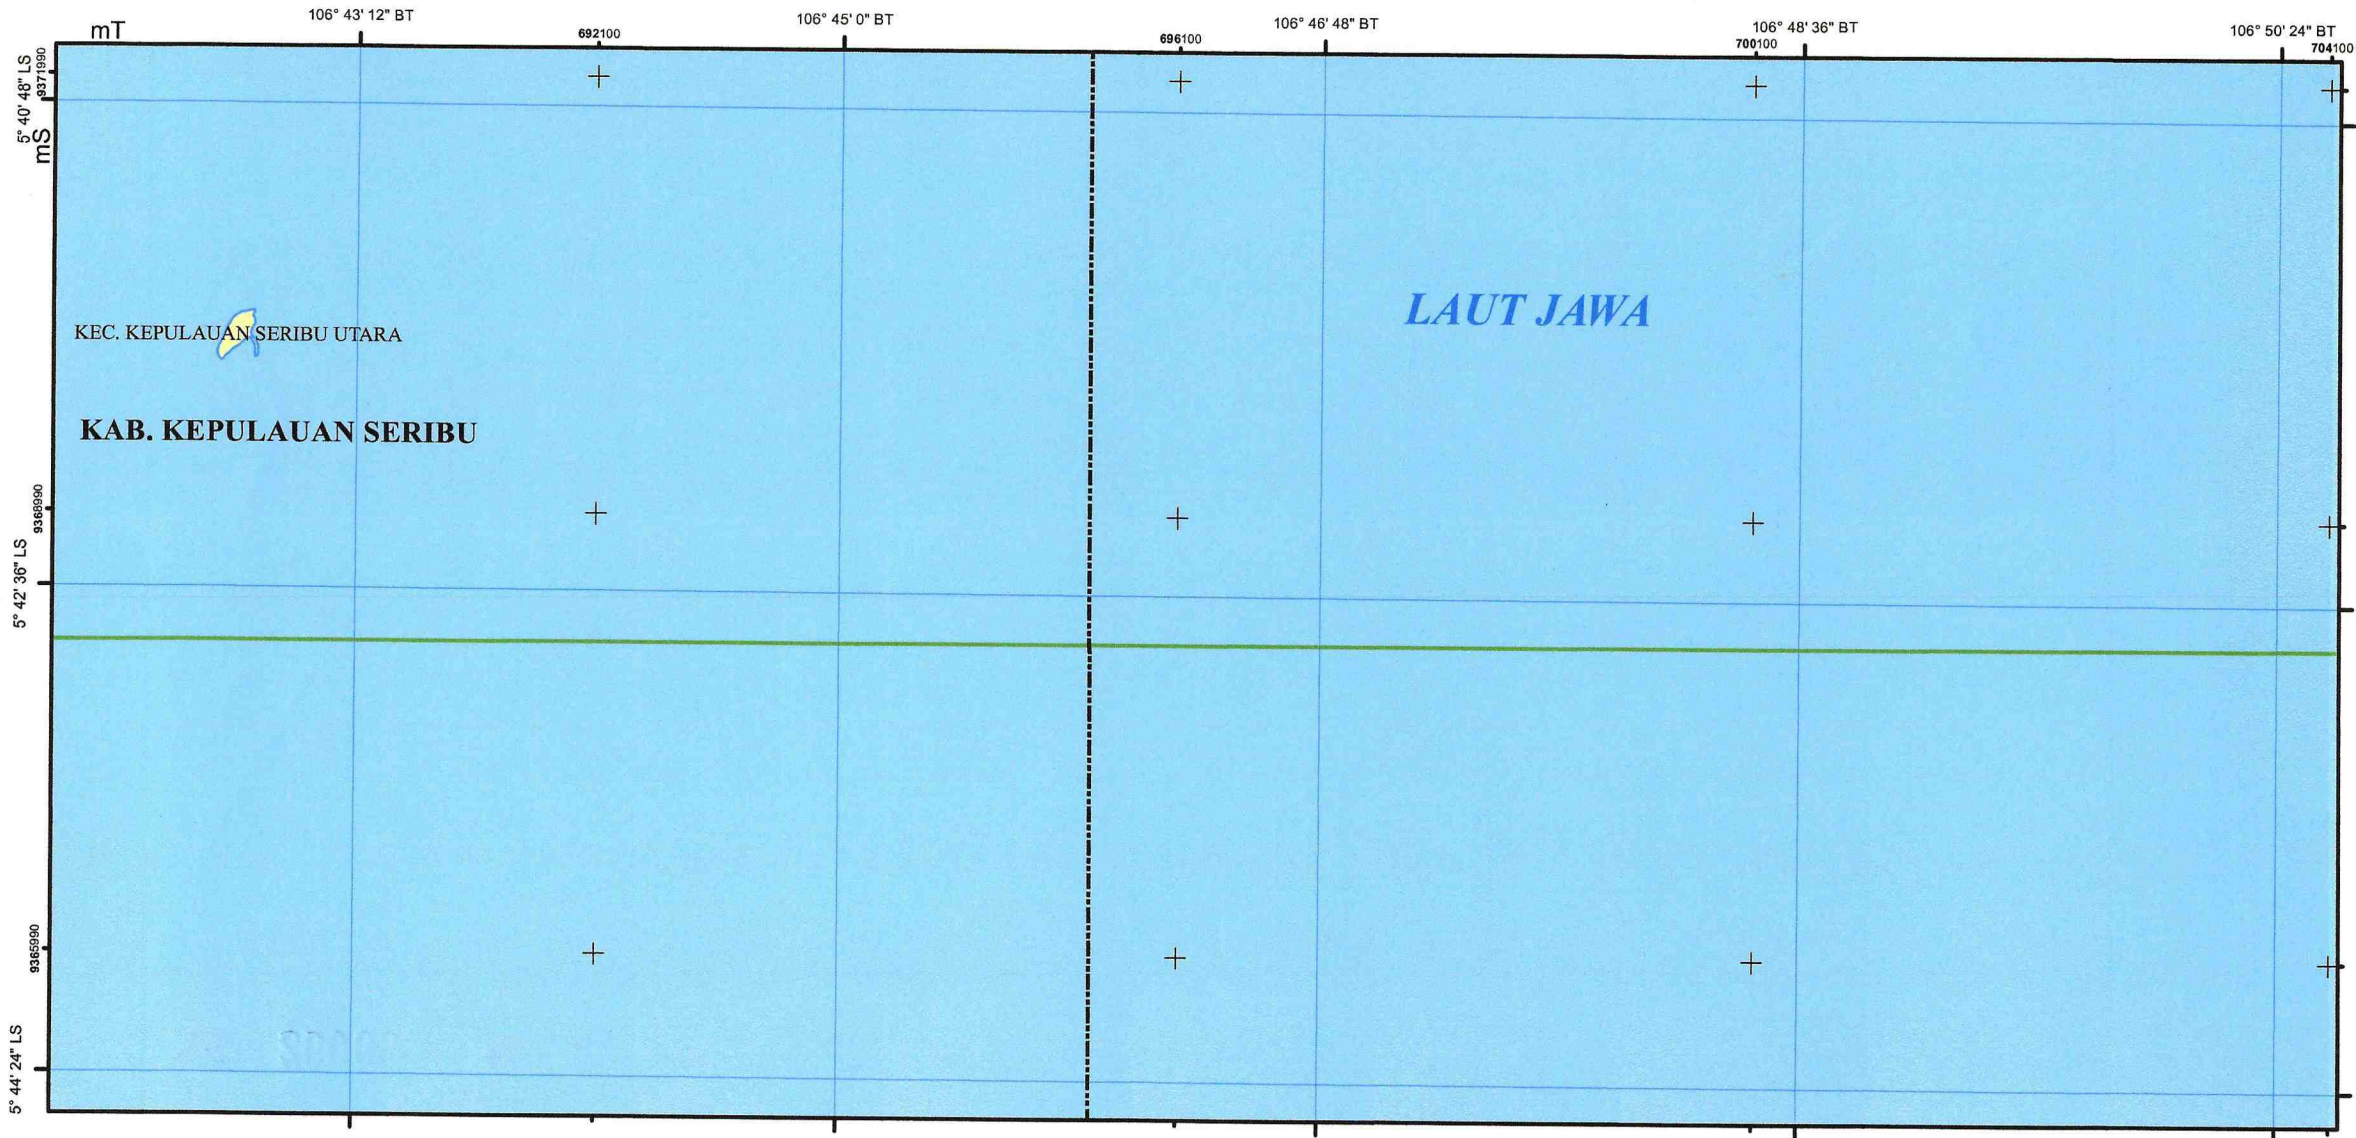 106° 43' 12" BT
106° 45' 0" BT
106° 46' 48" BT
106° 48' 36" BT
106° 50' 24" BT
mT
692100
696100
700100
704100
5° 40' 48" LS
9371990
mS
LAUT JAWA
KEC. KEPULAUAN SERIBU UTARA
KAB. KEPULAUAN SERIBU
9368990
5° 42' 36" LS
9365990
5° 44' 24" LS